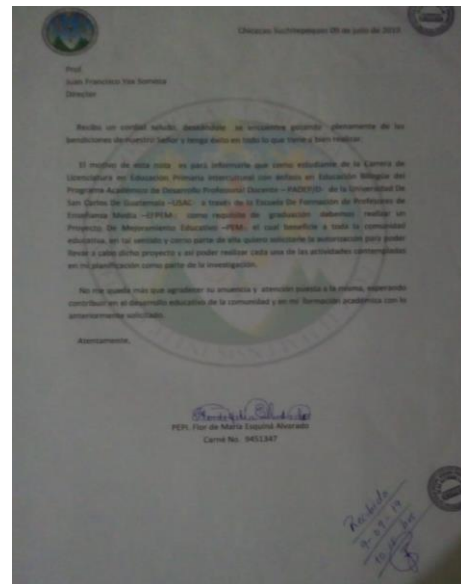 Chicacao Suchitepéquez 09 de julio de 2019
Prof.
Juan Francisco
Director
Reciba un cordial saludo, deseándole se encuentre gozando plenamente de las
bendiciones de nuestro Señor y tenga éxito en todo lo que tiene a bien realizar.
El motivo de esta nota es para informarle que como estudiante de la Carrera de
Licenciatura en Educación Primaria Intercultural con énfasis en Educación Bilingüe del
Programa Académico de Desarrollo Profesional Docente –PADEP/D- de la Universidad De
San Carlos De Guatemala –USAC- a través de la Escuela De Formación de Profesores de
Enseñanza Media –EFPEM- como requisito de graduación debemos realizar un
Proyecto De Mejoramiento Educativo –PEM- el cual beneficie a toda la comunidad
educativa, en tal sentido y como parte de ella quiero solicitarle la autorización para poder
llevar a cabo dicho proyecto y así poder realizar cada una de las actividades contempladas
en mi planificación como parte de la investigación.
No me queda más que agradecer su anuencia y atención puesta a la misma, esperando
contribuir en el desarrollo educativo de la comunidad y en mi formación académica con lo
anteriormente solicitado.
Atentamente,
PEPI. Flor de María Esquiná Alvarado
Carné No. 9451347
Recibido
9-07-19